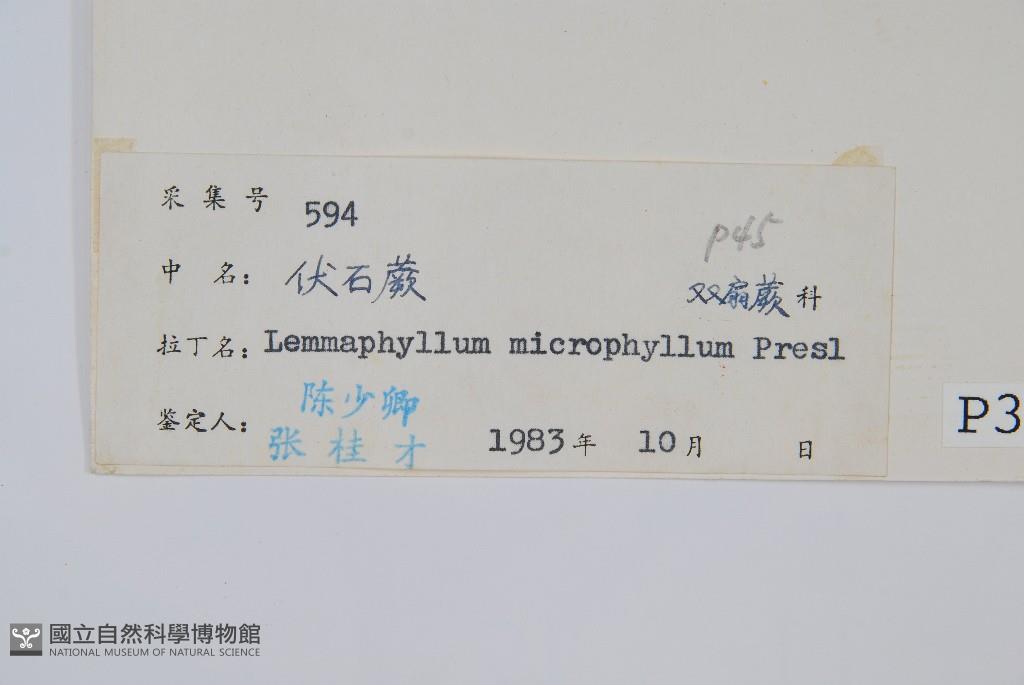 采集号 594
p45
中名: 伏石蕨 双扇蕨科
拉丁名: Lemmaphyllum microphyllum Presl
鉴定人: 陈少卿
张桂才 1983年 10月 日
P3
國立自然科學博物館
NATIONAL MUSEUM OF NATURAL SCIENCE